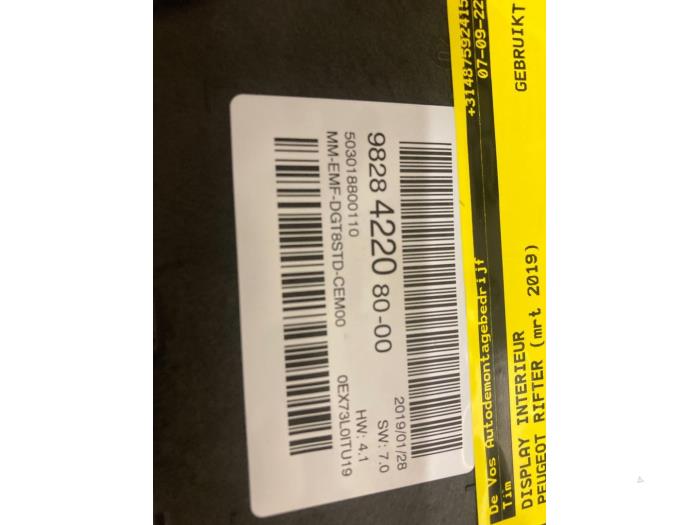 9828 4220 80-00
2019/01/28
SW: 7.0
503018800110
HW: 4.1
MM-EMF-DGT8STD-CEM00
0EX73L0ITU19
+31487592415
07-09-22
GEBRUIKT
De Vos Autodemontagebedrijf
Tim
DISPLAY INTERIEUR
PEUGEOT RIFTER (mrt 2019)